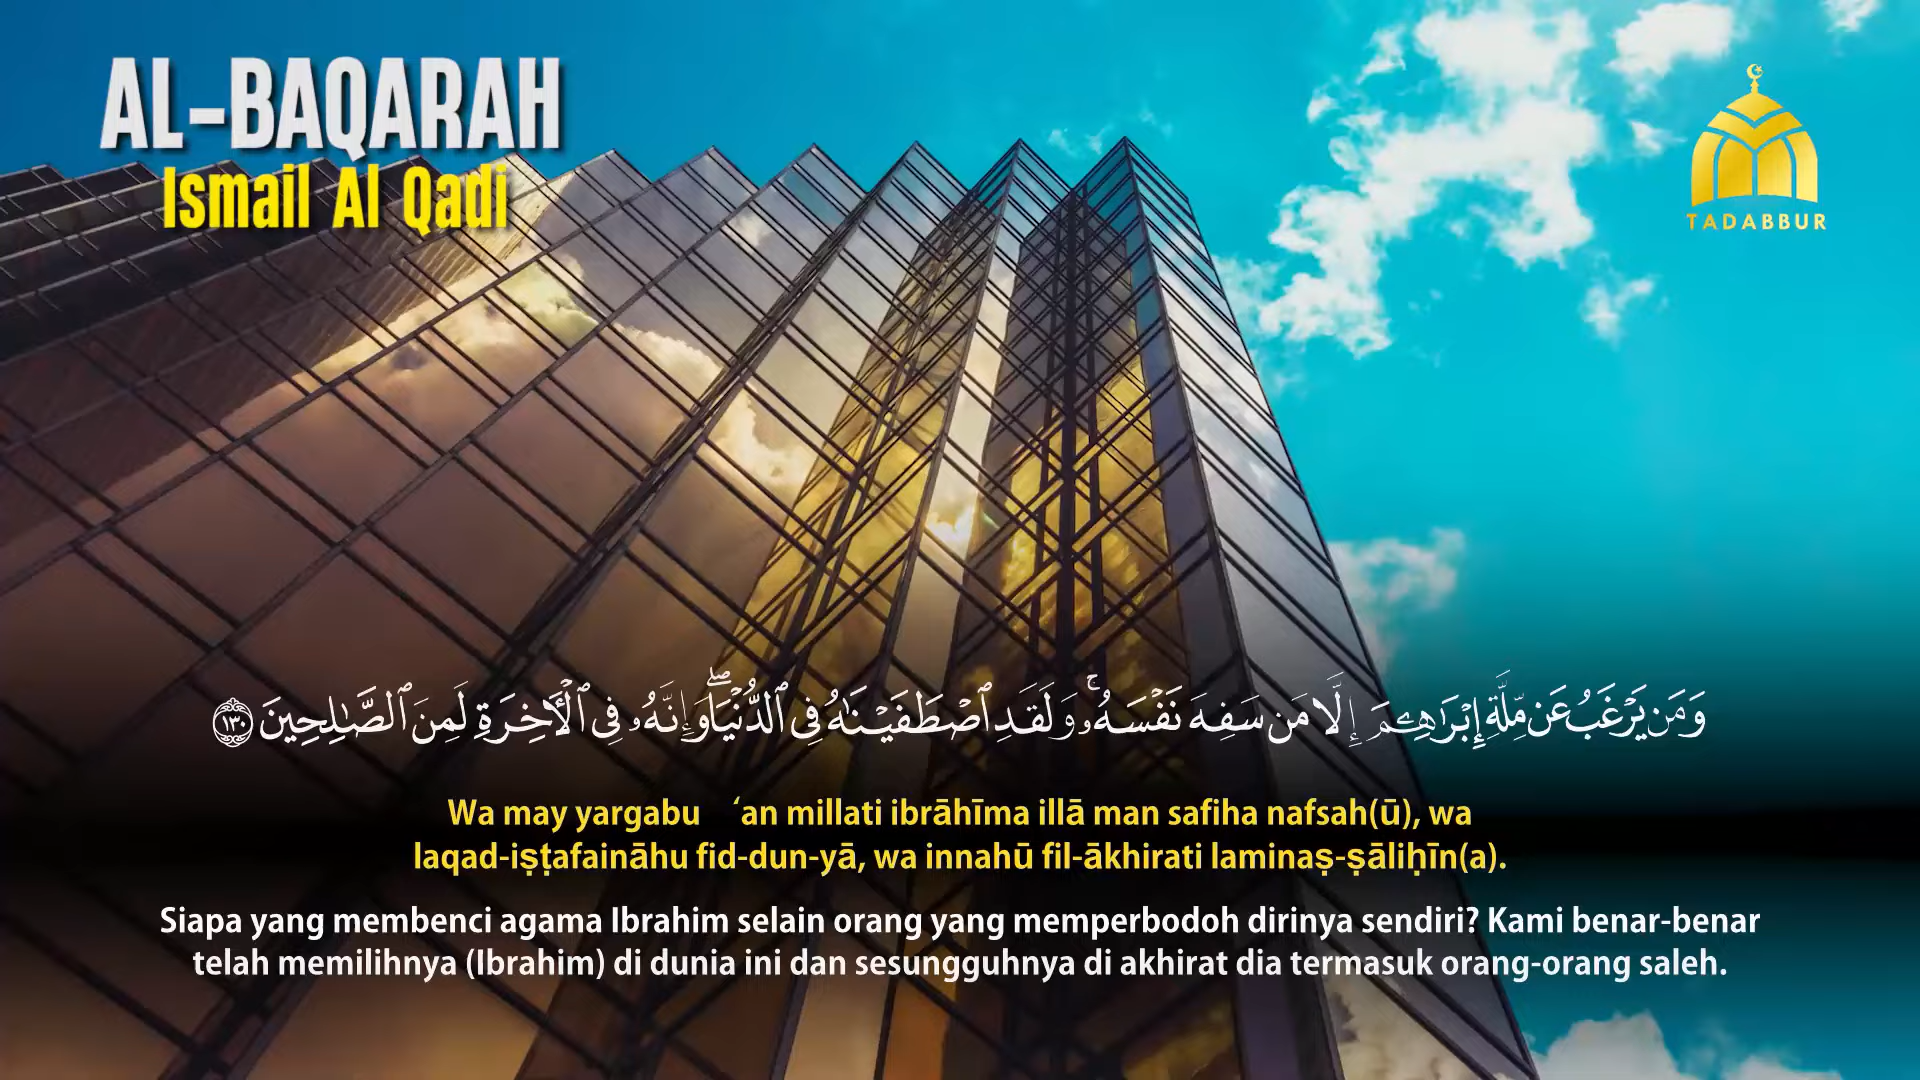 AL-BAQARAH
Ismail Al Qadi
TADABBUR
وَمَن يَرْغَبُ عَن مِّلَّةِ إِبْرَٰهِـۧمَ إِلَّا مَن سَفِهَ نَفْسَهُۥ ۚ وَلَقَدِ ٱصْطَفَيْنَـٰهُ فِى ٱلدُّنْيَا ۖ وَإِنَّهُۥ فِى ٱلْـَٔاخِرَةِ لَمِنَ ٱلصَّـٰلِحِينَ ١٣٠
Wa may yargabu ‘an millati ibrāhīma illā man safiha nafsah(ū), wa
laqad-iṣṭafaināhu fid-dun-yā, wa innahū fil-ākhirati laminaṣ-ṣāliḥīn(a).
Siapa yang membenci agama Ibrahim selain orang yang memperbodoh dirinya sendiri? Kami benar-benar
telah memilihnya (Ibrahim) di dunia ini dan sesungguhnya di akhirat dia termasuk orang-orang saleh.